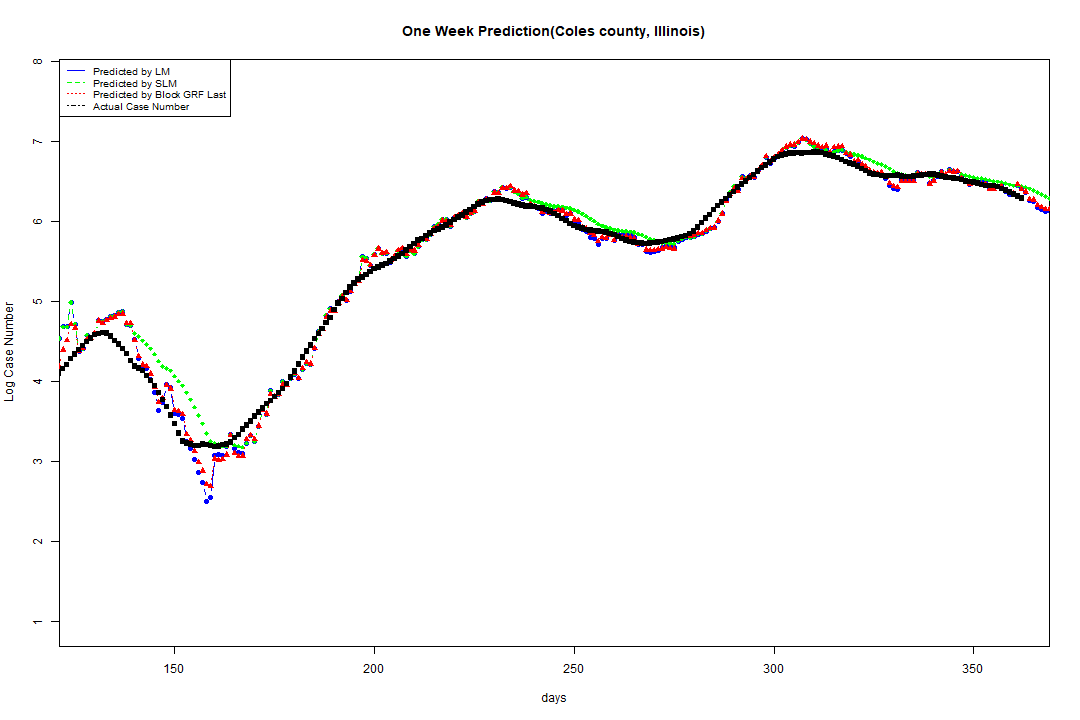 One Week Prediction(Coles county, Illinois)
Predicted by LM
Predicted by SLM
Predicted by Block GRF Last
Actual Case Number
Log Case Number
8
7
6
5
4
3
2
1
150 200 250 300 350
days